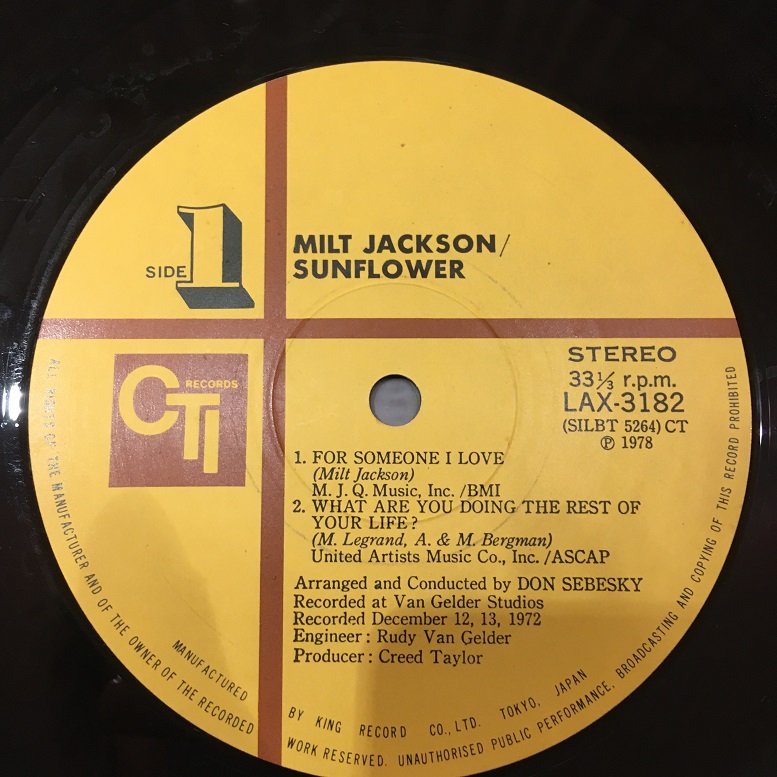 SIDE 1
MILT JACKSON/
SUNFLOWER
CTI RECORDS
STEREO
33⅓ r.p.m.
LAX-3182
(SILBT 5264) CT
Ⓟ 1978
1. FOR SOMEONE I LOVE
(Milt Jackson)
M. J. Q. Music, Inc. /BMI
2. WHAT ARE YOU DOING THE REST OF
YOUR LIFE?
(M. Legrand, A. & M. Bergman)
United Artists Music Co., Inc. /ASCAP
Arranged and Conducted by DON SEBESKY
Recorded at Van Gelder Studios
Recorded December 12, 13, 1972
Engineer: Rudy Van Gelder
Producer: Creed Taylor
MANUFACTURED BY KING RECORD CO., LTD. TOKYO, JAPAN
ALL RIGHTS OF THE MANUFACTURER AND OF THE OWNER OF THE RECORDED WORK RESERVED. UNAUTHORISED PUBLIC PERFORMANCE, BROADCASTING AND COPYING OF THIS RECORD PROHIBITED